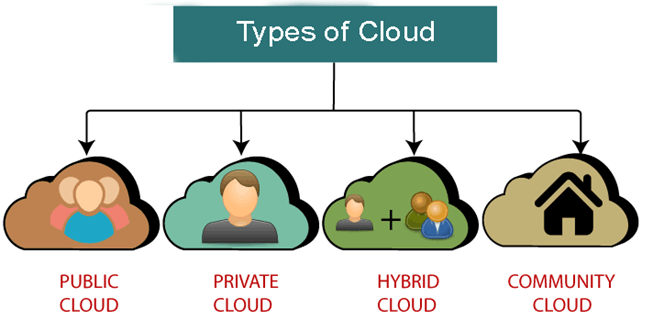 Types of Cloud
PUBLIC
CLOUD
PRIVATE
CLOUD
HYBRID
CLOUD
COMMUNITY
CLOUD